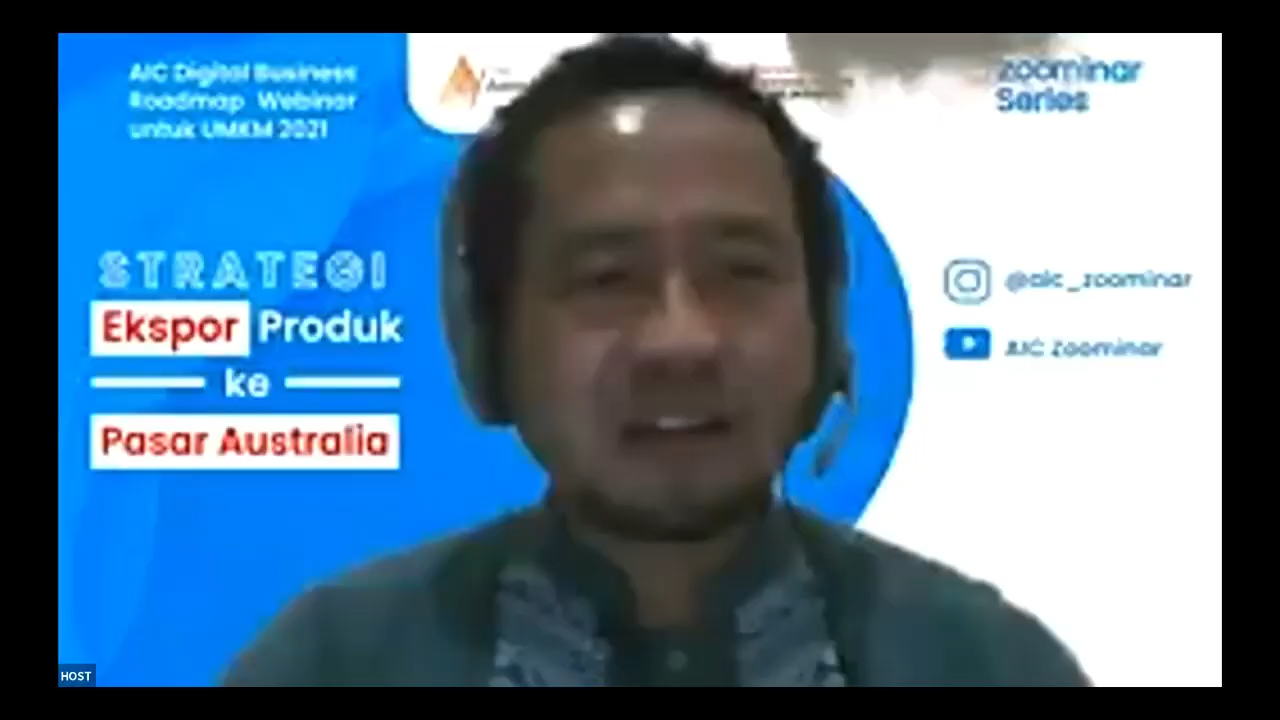 AIC Digital Business
Roadmap Webinar
untuk UMKM 2021
zoominar
Series
STRATEGI
Ekspor Produk
ke
Pasar Australia
@aic_zoominar
AIC Zoominar
HOST